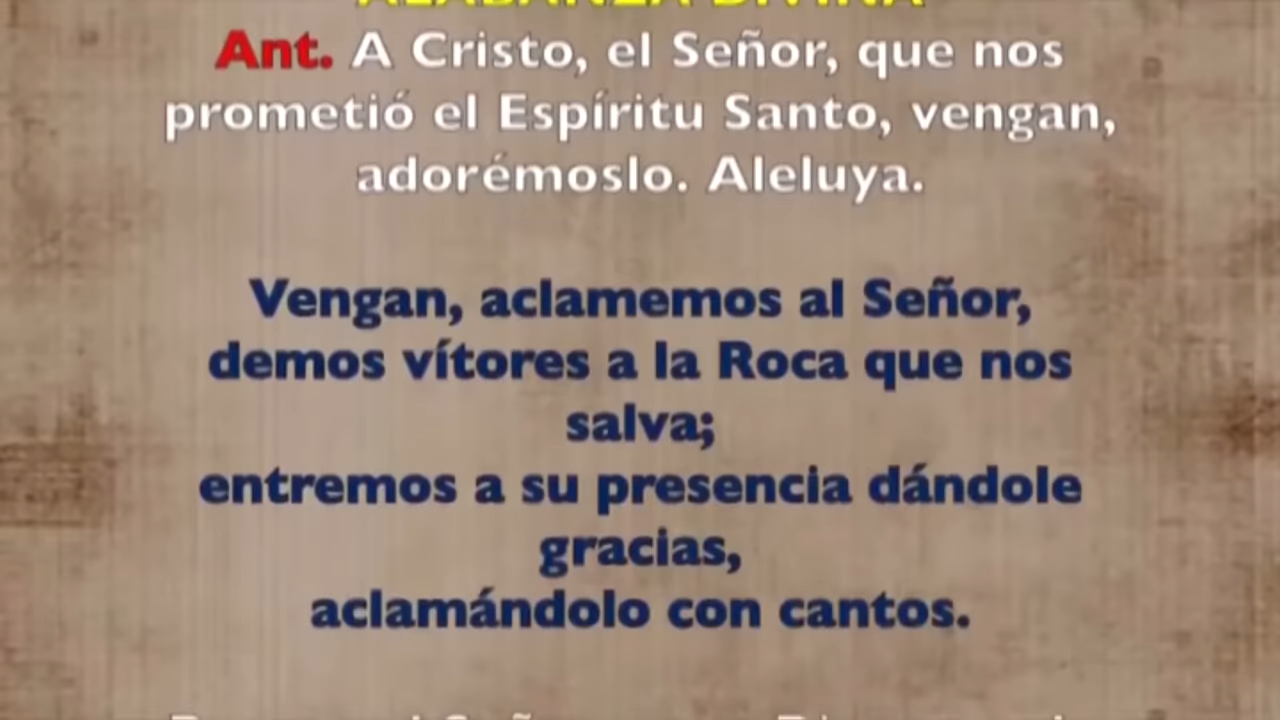 ALABANZA DIVINA
Ant. A Cristo, el Señor, que nos
prometió el Espíritu Santo, vengan,
adorémoslo. Aleluya.
Vengan, aclamemos al Señor,
demos vítores a la Roca que nos
salva;
entremos a su presencia dándole
gracias,
aclamándolo con cantos.